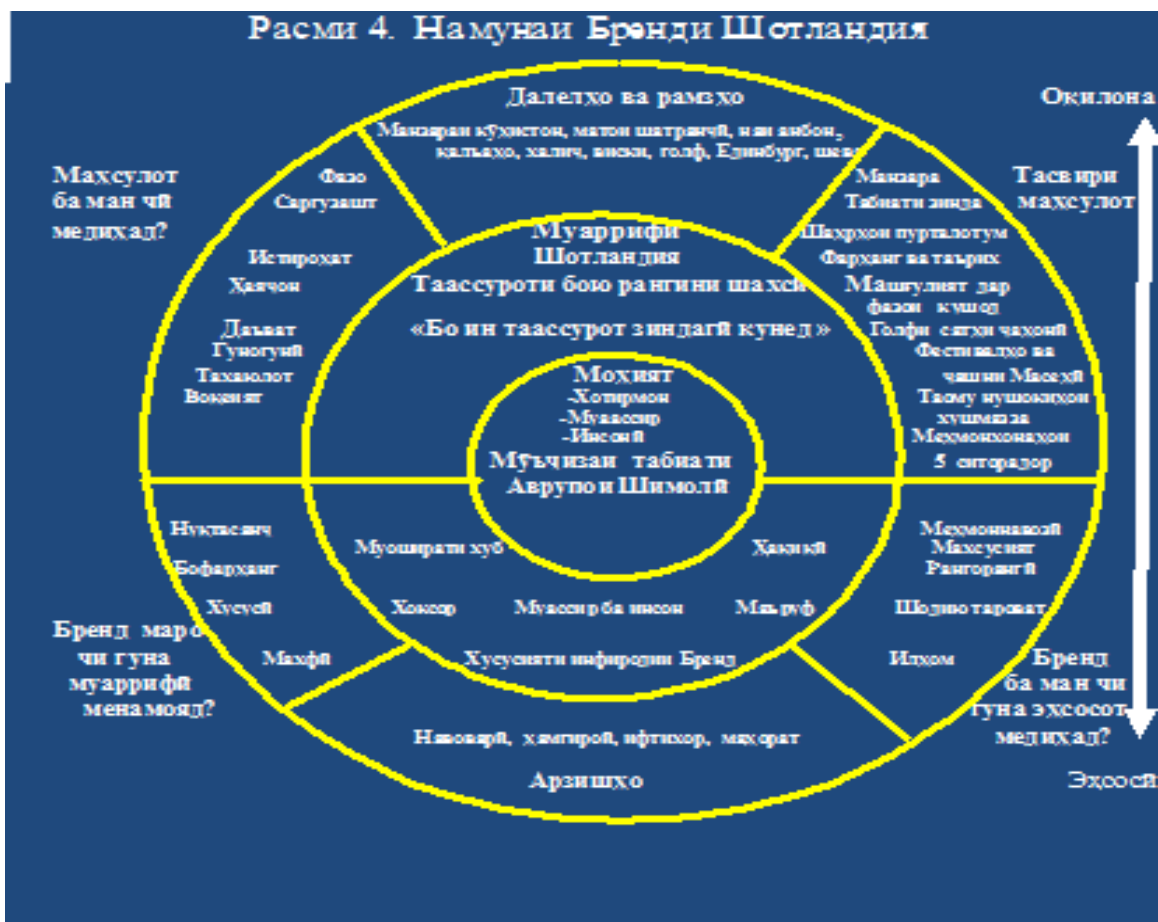 Расми 4. Намунаи Бренди Шотландия
Далелҳо ва рамзҳо
Манзараи кӯҳистон, матои шатранҷӣ, наи анбон,
қалъаҳо, халиҷ, виски, голф, Единбург, шева
Оқилона
Маҳсулот
ба ман чӣ
медиҳад?
Фазо
Саргузашт
Истироҳат
Ҳаяҷон
Даъват
Гуногунӣ
Тахаюлот
Воқеият
Муаррифи
Шотландия
Таассуроти бою рангини шахсӣ
«Бо ин таассурот зиндагӣ кунед»
Моҳият
-Хотирмон
-Муассир
-Инсонӣ
Мӯъҷизаи табиати
Аврупои Шимолӣ
Манзара
Табиати зинда
Шаҳрҳои пурталотум
Фарҳанг ва таърих
Машғулият дар
фазои кушод
Голфи сатҳи ҷаҳонӣ
Фестивалҳо ва
ҷашни Масеҳӣ
Таому нушокиҳои
хушмазза
Меҳмонхонаҳои
5 ситорадор
Тасвири
маҳсулот
Нуктасанҷ
Бофарҳанг
Хусусӣ
Махфӣ
Бренд маро
чи гуна
муаррифӣ
менамояд?
Муоширати хуб
Ҳақиқӣ
Хоксор
Муассир ба инсон
Маъруф
Хусусияти инфиродии Бренд
Меҳмоннавозӣ
Махсусият
Рангорангӣ
Шодию тароват
Илҳом
Бренд
ба ман чи
гуна эҳсосот
медиҳад?
Навоварӣ, ҳамгироӣ, ифтихор, маҳорат
Арзишҳо
Эҳсосӣ